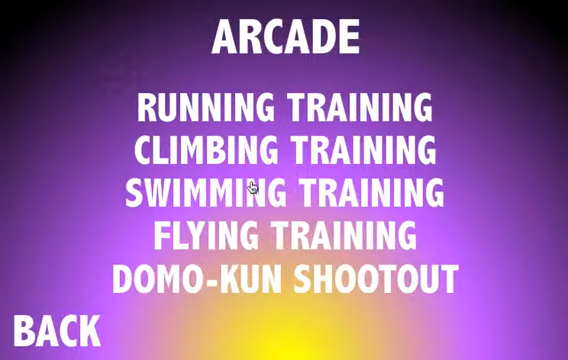 ARCADE
RUNNING TRAINING
CLIMBING TRAINING
SWIMMING TRAINING
FLYING TRAINING
DOMO-KUN SHOOTOUT
BACK